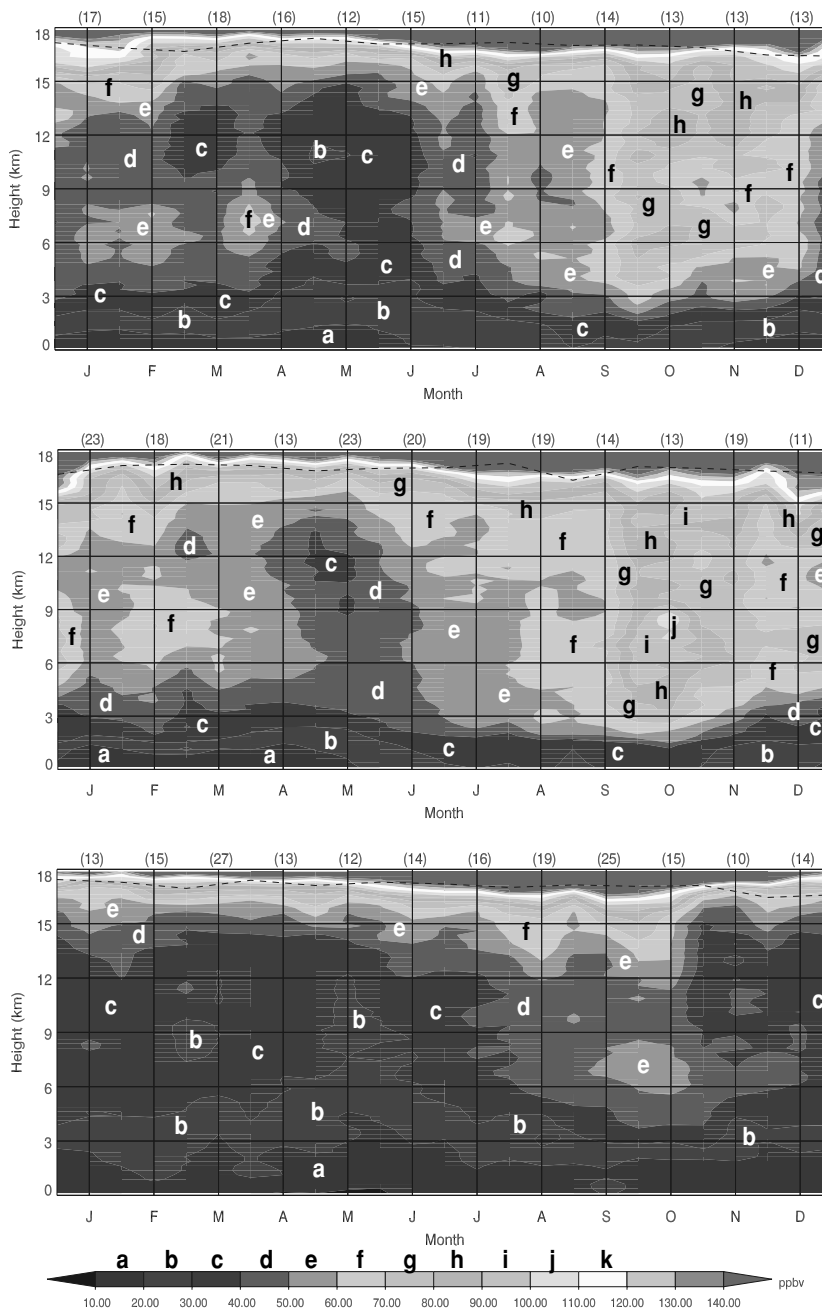 (17) (15) (18) (16) (12) (15) (11) (10) (14) (13) (13) (13)
18
h
15 f e g g h
f
e h
12
d c b c d e
9 f f
h
g
e f e d e g
6
d
c e e
3 c c
b b
a c b
0
J F M A M J J A S O N D
Month
Height (km)
(23) (18) (21) (13) (23) (20) (19) (19) (14) (13) (19) (11)
18
h g
15 h i h
f e f g
d f h
12
c g e
e e d g f
9
f f e f i j g
6
f
d d e h
g
3 c d
b c c
a a c b
0
J F M A M J J A S O N D
Month
Height (km)
(13) (15) (27) (13) (12) (14) (16) (19) (25) (15) (10) (14)
18
e
15 d e f
e
12
c b c d c
9 b c
e
6
b b b
3 b
a
0
J F M A M J J A S O N D
Month
Height (km)
a b c d e f g h i j k
ppbv
10.00 20.00 30.00 40.00 50.00 60.00 70.00 80.00 90.00 100.00 110.00 120.00 130.00 140.00